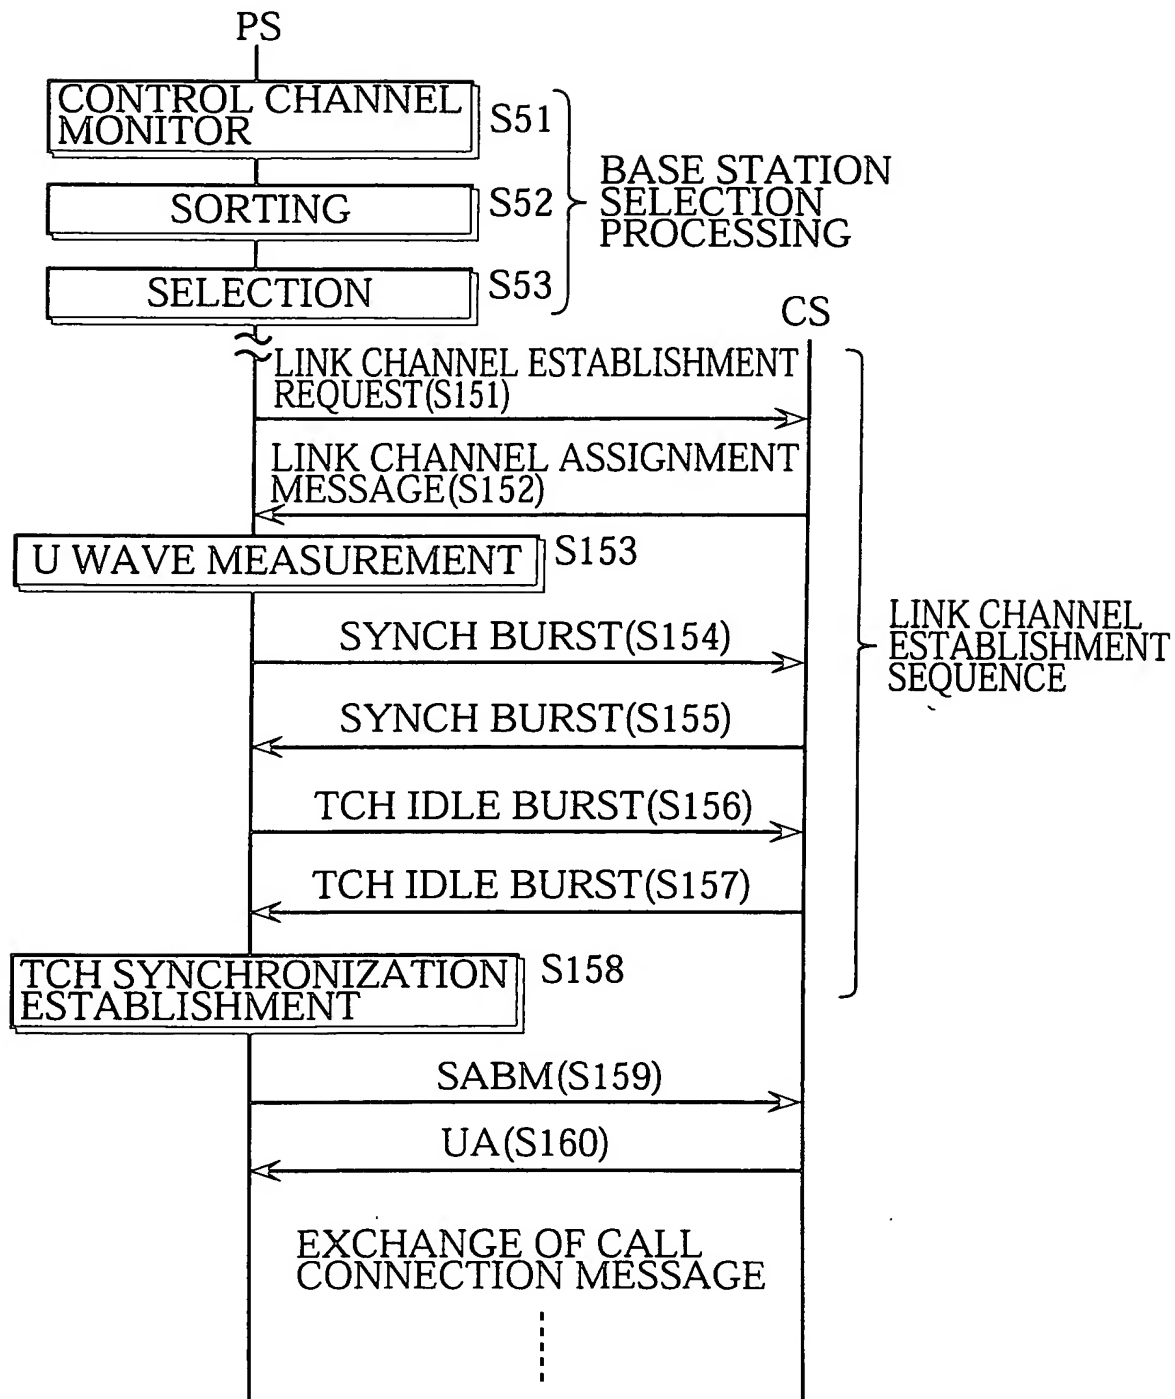 PS
CONTROL CHANNEL
MONITOR
S51
SORTING
S52
SELECTION
S53
BASE STATION
SELECTION
PROCESSING
CS
LINK CHANNEL ESTABLISHMENT
REQUEST(S151)
LINK CHANNEL ASSIGNMENT
MESSAGE(S152)
U WAVE MEASUREMENT
S153
SYNCH BURST(S154)
LINK CHANNEL
ESTABLISHMENT
SEQUENCE
SYNCH BURST(S155)
TCH IDLE BURST(S156)
TCH IDLE BURST(S157)
TCH SYNCHRONIZATION
ESTABLISHMENT
S158
SABM(S159)
UA(S160)
EXCHANGE OF CALL
CONNECTION MESSAGE